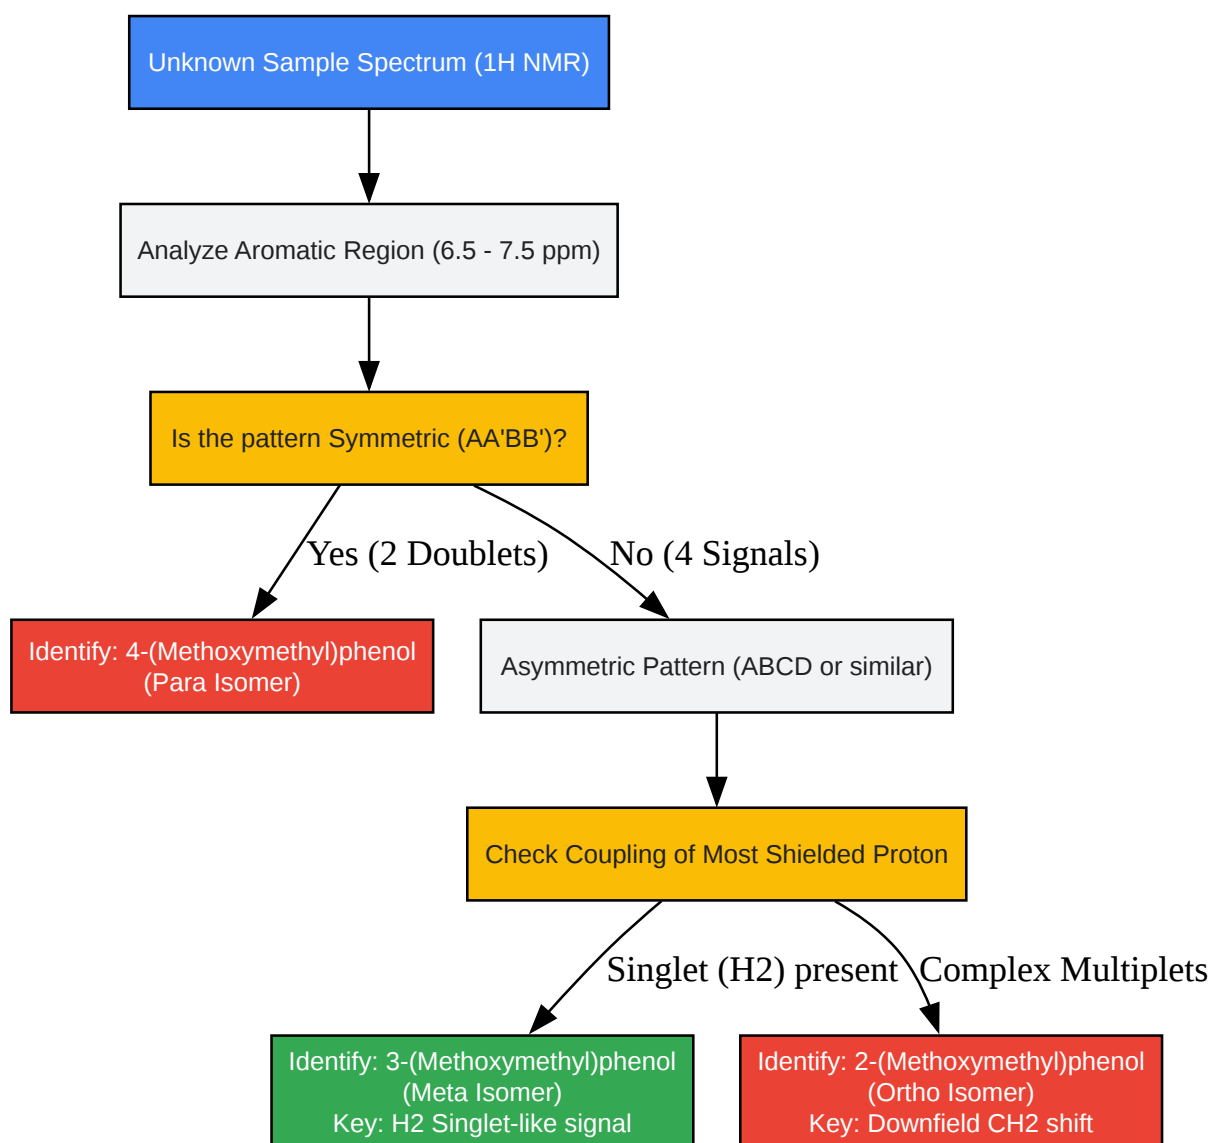 Unknown Sample Spectrum (1H NMR)
Analyze Aromatic Region (6.5 - 7.5 ppm)
Is the pattern Symmetric (AA'BB')?
Yes (2 Doublets)
No (4 Signals)
Identify: 4-(Methoxymethyl)phenol
(Para Isomer)
Asymmetric Pattern (ABCD or similar)
Check Coupling of Most Shielded Proton
Singlet (H2) present
Complex Multiplets
Identify: 3-(Methoxymethyl)phenol
(Meta Isomer)
Key: H2 Singlet-like signal
Identify: 2-(Methoxymethyl)phenol
(Ortho Isomer)
Key: Downfield CH2 shift